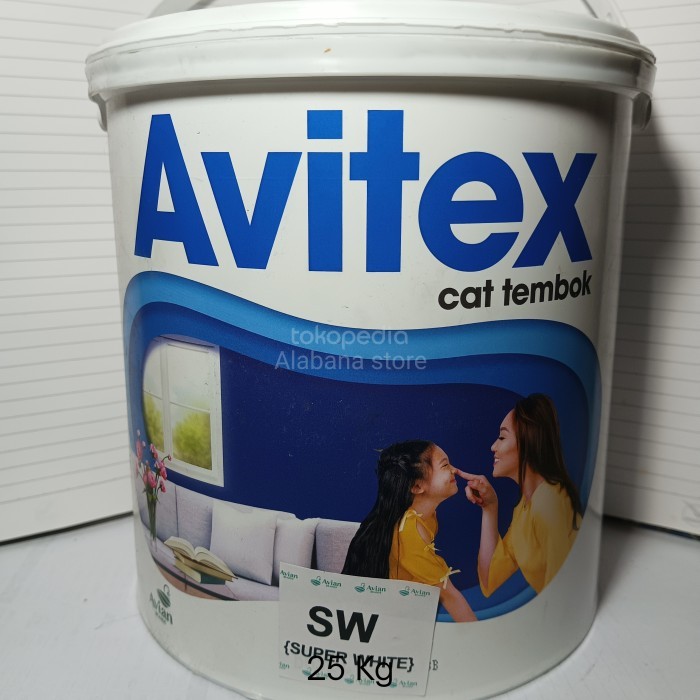 Avitex
cat tembok
tokopedia
Alabana store
Avian
Avian
Avian
Avian
Avian
SW
{SUPER WHITE}
25 Kg